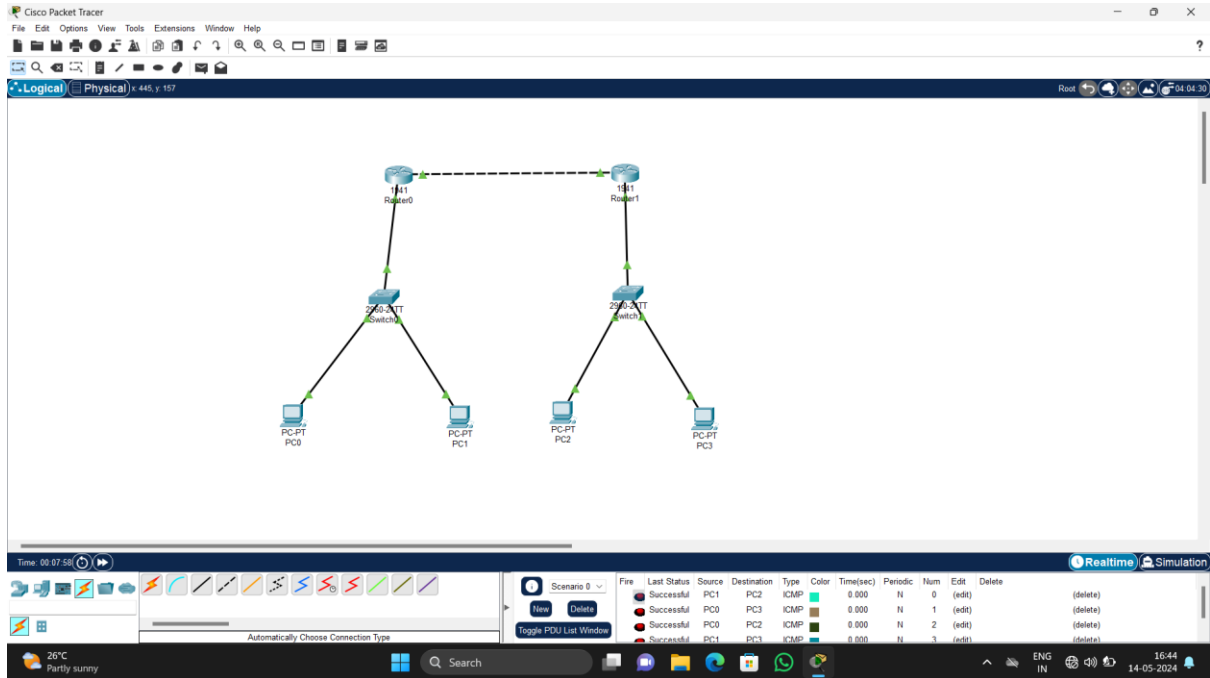 Cisco Packet Tracer
File Edit Options View Tools Extensions Window Help
Logical Physical x: 445, y: 157 Root 04:04:30
1941 1941
Router0 Router1
2960-24TT 2960-24TT
Switch0 Switch1
PC-PT PC-PT PC-PT PC-PT
PC0 PC1 PC2 PC3
Time: 00:07:58 Realtime Simulation
Scenario 0 Fire Last Status Source Destination Type Color Time(sec) Periodic Num Edit Delete
Successful PC1 PC2 ICMP 0.000 N 0 (edit) (delete)
New Delete Successful PC0 PC3 ICMP 0.000 N 1 (edit) (delete)
Toggle PDU List Window Successful PC0 PC2 ICMP 0.000 N 2 (edit) (delete)
Automatically Choose Connection Type Successful PC1 PC3 ICMP 0.000 N 3 (edit) (delete)
26°C
Partly sunny
Search
ENG
IN
16:44
14-05-2024